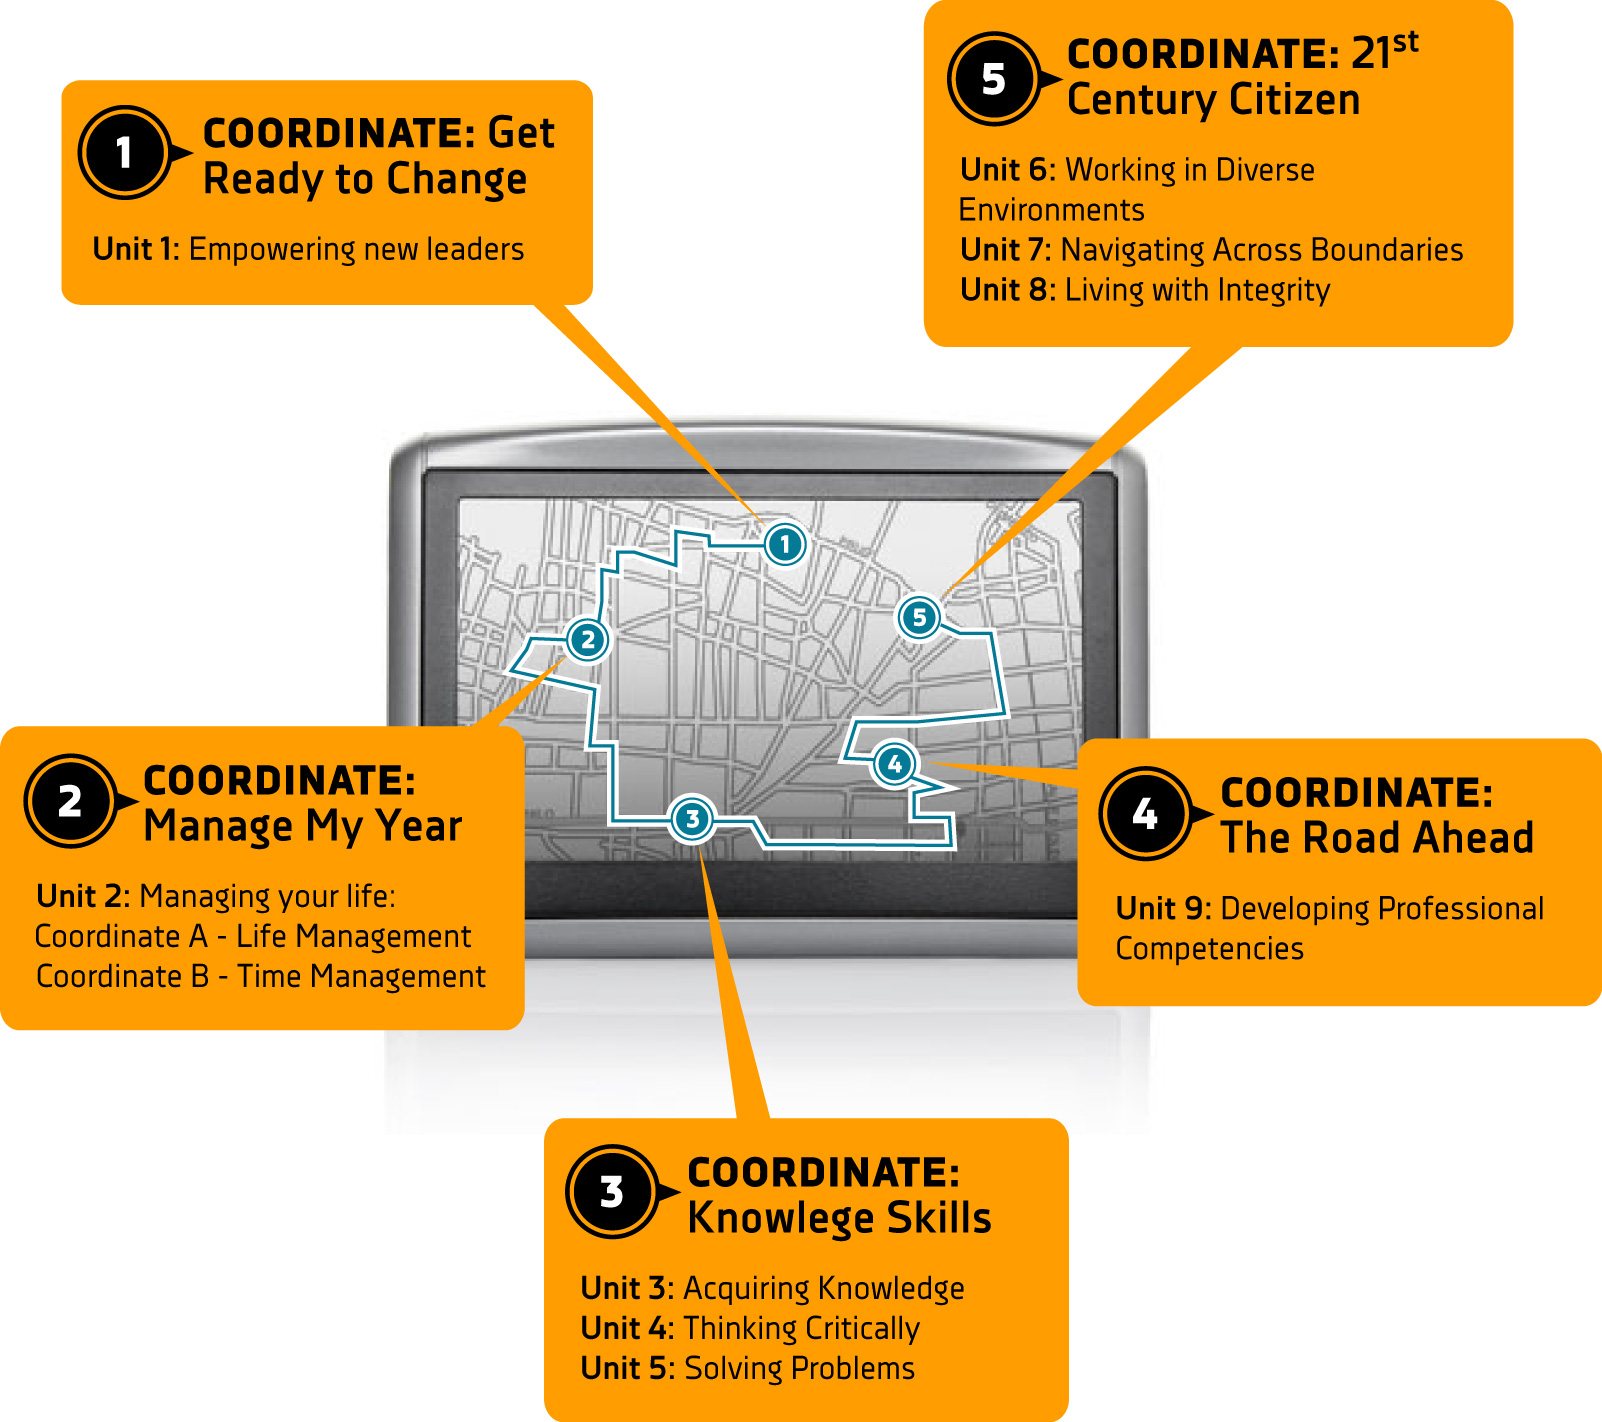 1
COORDINATE: Get
Ready to Change
Unit 1: Empowering new leaders
5
COORDINATE: 21st
Century Citizen
Unit 6: Working in Diverse
Environments
Unit 7: Navigating Across Boundaries
Unit 8: Living with Integrity
1
5
2
4
3
2
COORDINATE:
Manage My Year
Unit 2: Managing your life:
Coordinate A - Life Management
Coordinate B - Time Management
4
COORDINATE:
The Road Ahead
Unit 9: Developing Professional
Competencies
3
COORDINATE:
Knowlege Skills
Unit 3: Acquiring Knowledge
Unit 4: Thinking Critically
Unit 5: Solving Problems